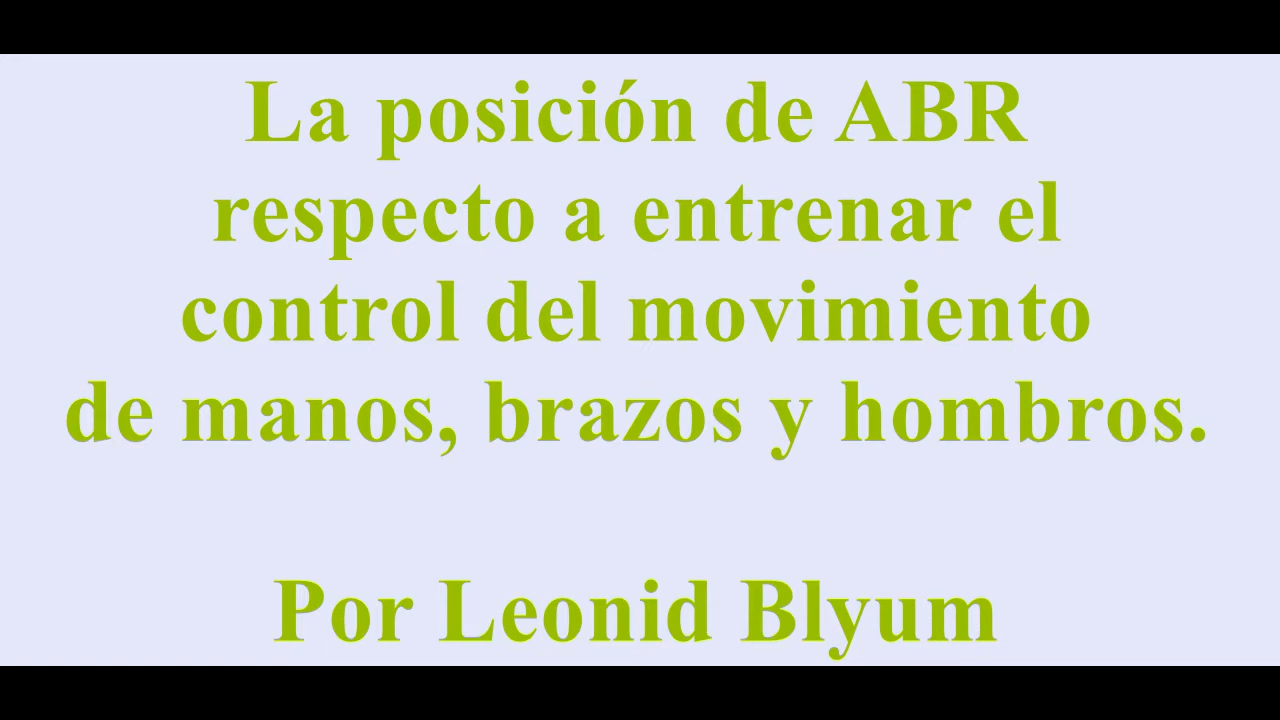 La posición de ABR
respecto a entrenar el
control del movimiento
de manos, brazos y hombros.
Por Leonid Blyum